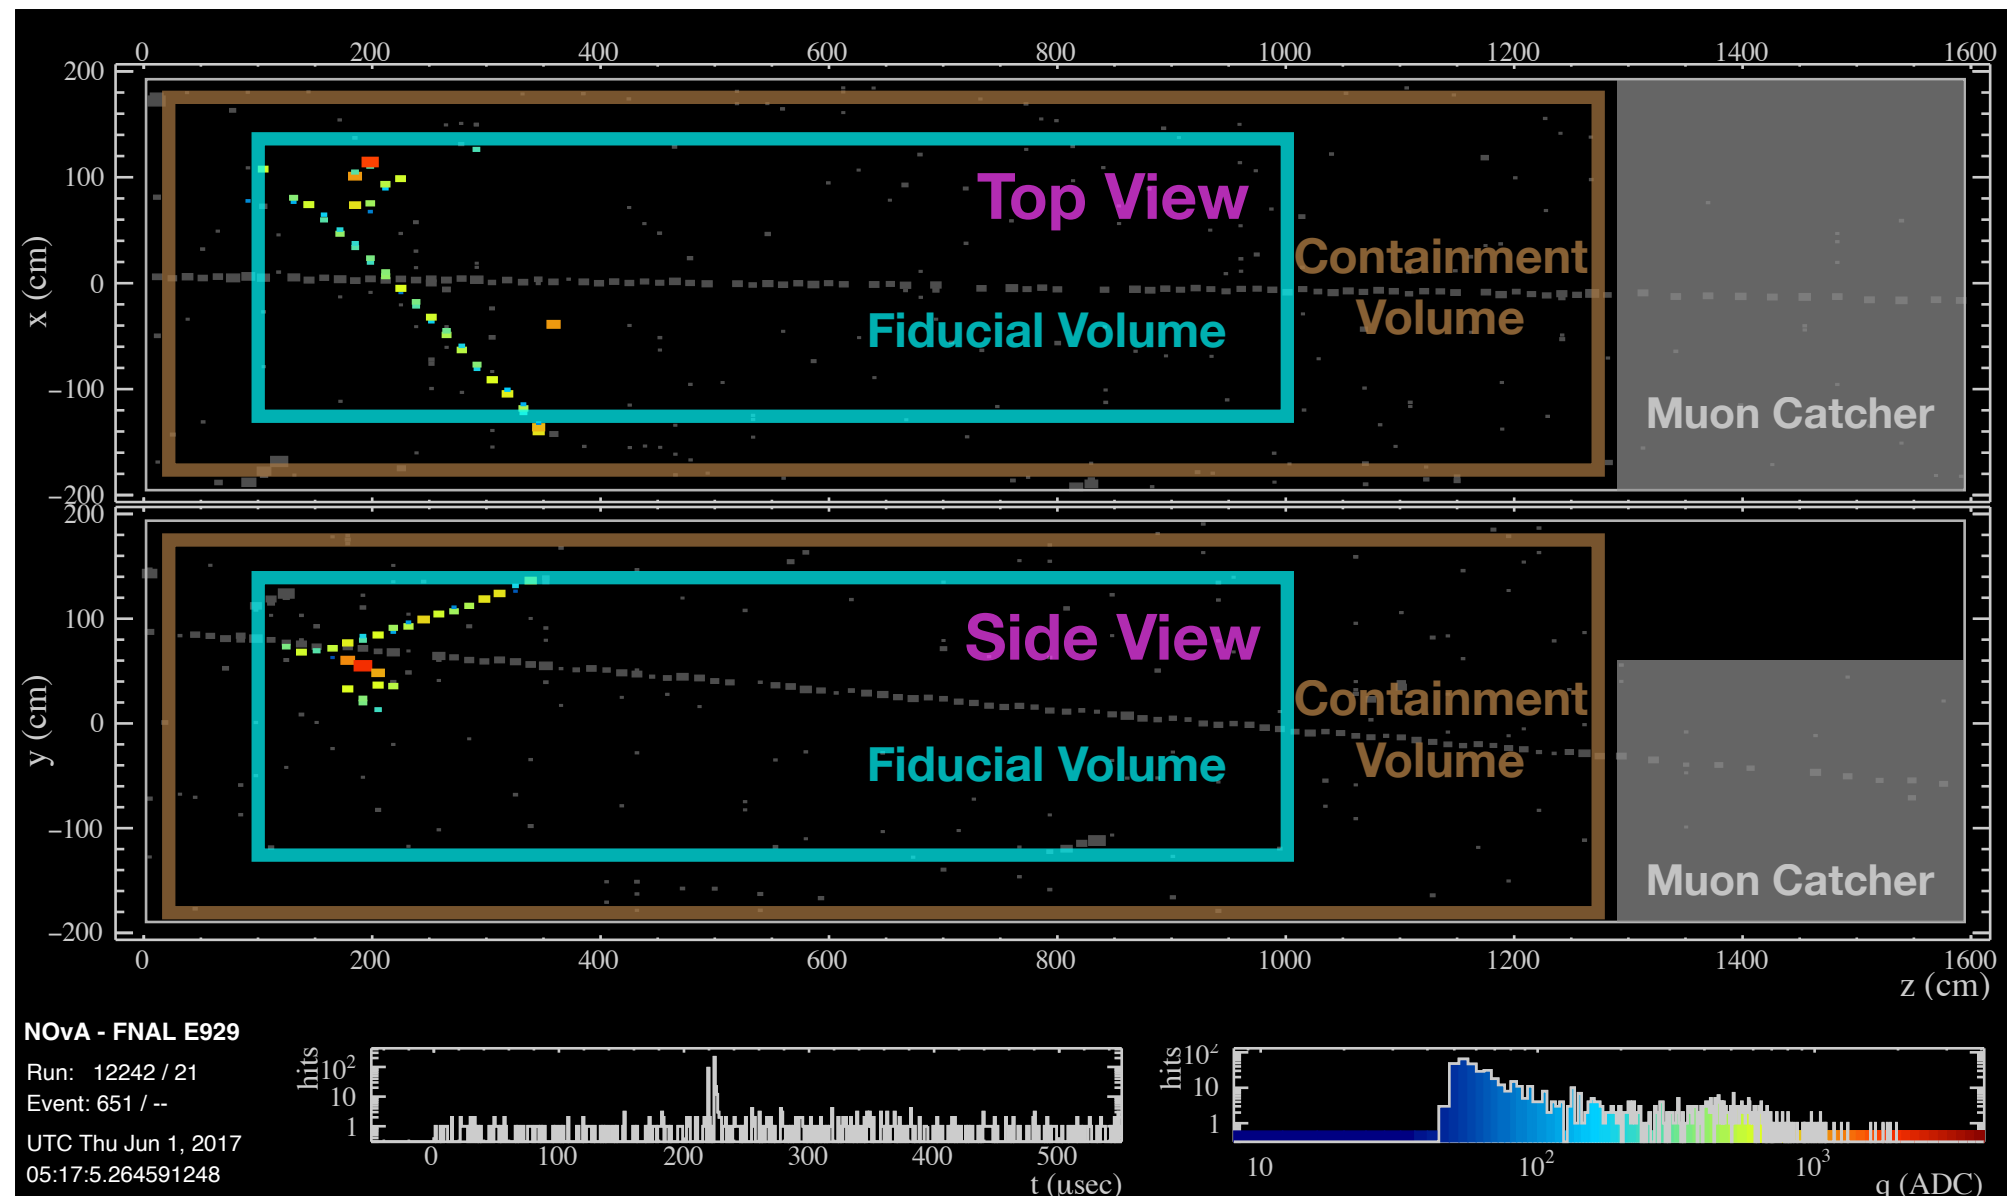 0 200 400 600 800 1000 1200 1400 1600
200
100
0
−100
−200
x (cm)
Top View
Containment
Volume
Fiducial Volume
Muon Catcher
200
100
0
−100
−200
y (cm)
Side View
Containment
Volume
Fiducial Volume
Muon Catcher
0 200 400 600 800 1000 1200 1400 1600
z (cm)
NOvA - FNAL E929
Run: 12242 / 21
Event: 651 / --
UTC Thu Jun 1, 2017
05:17:5.264591248
hits
10²
10
1
0 100 200 300 400 500
t (μsec)
hits
10²
10
1
10 10² 10³
q (ADC)